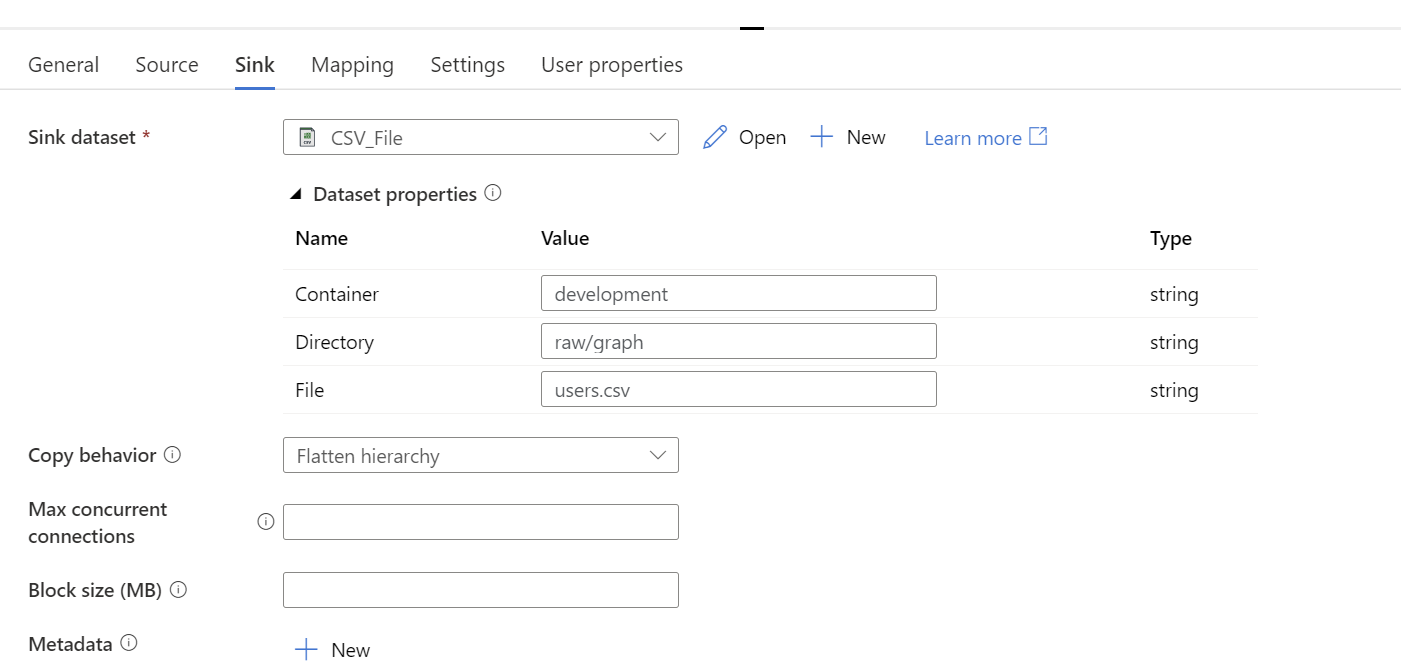 General Source Sink Mapping Settings User properties
Sink dataset * CSV_File Open New Learn more
Dataset properties
Name Value Type
Container development string
Directory raw/graph string
File users.csv string
Copy behavior Flatten hierarchy
Max concurrent
connections
Block size (MB)
Metadata New